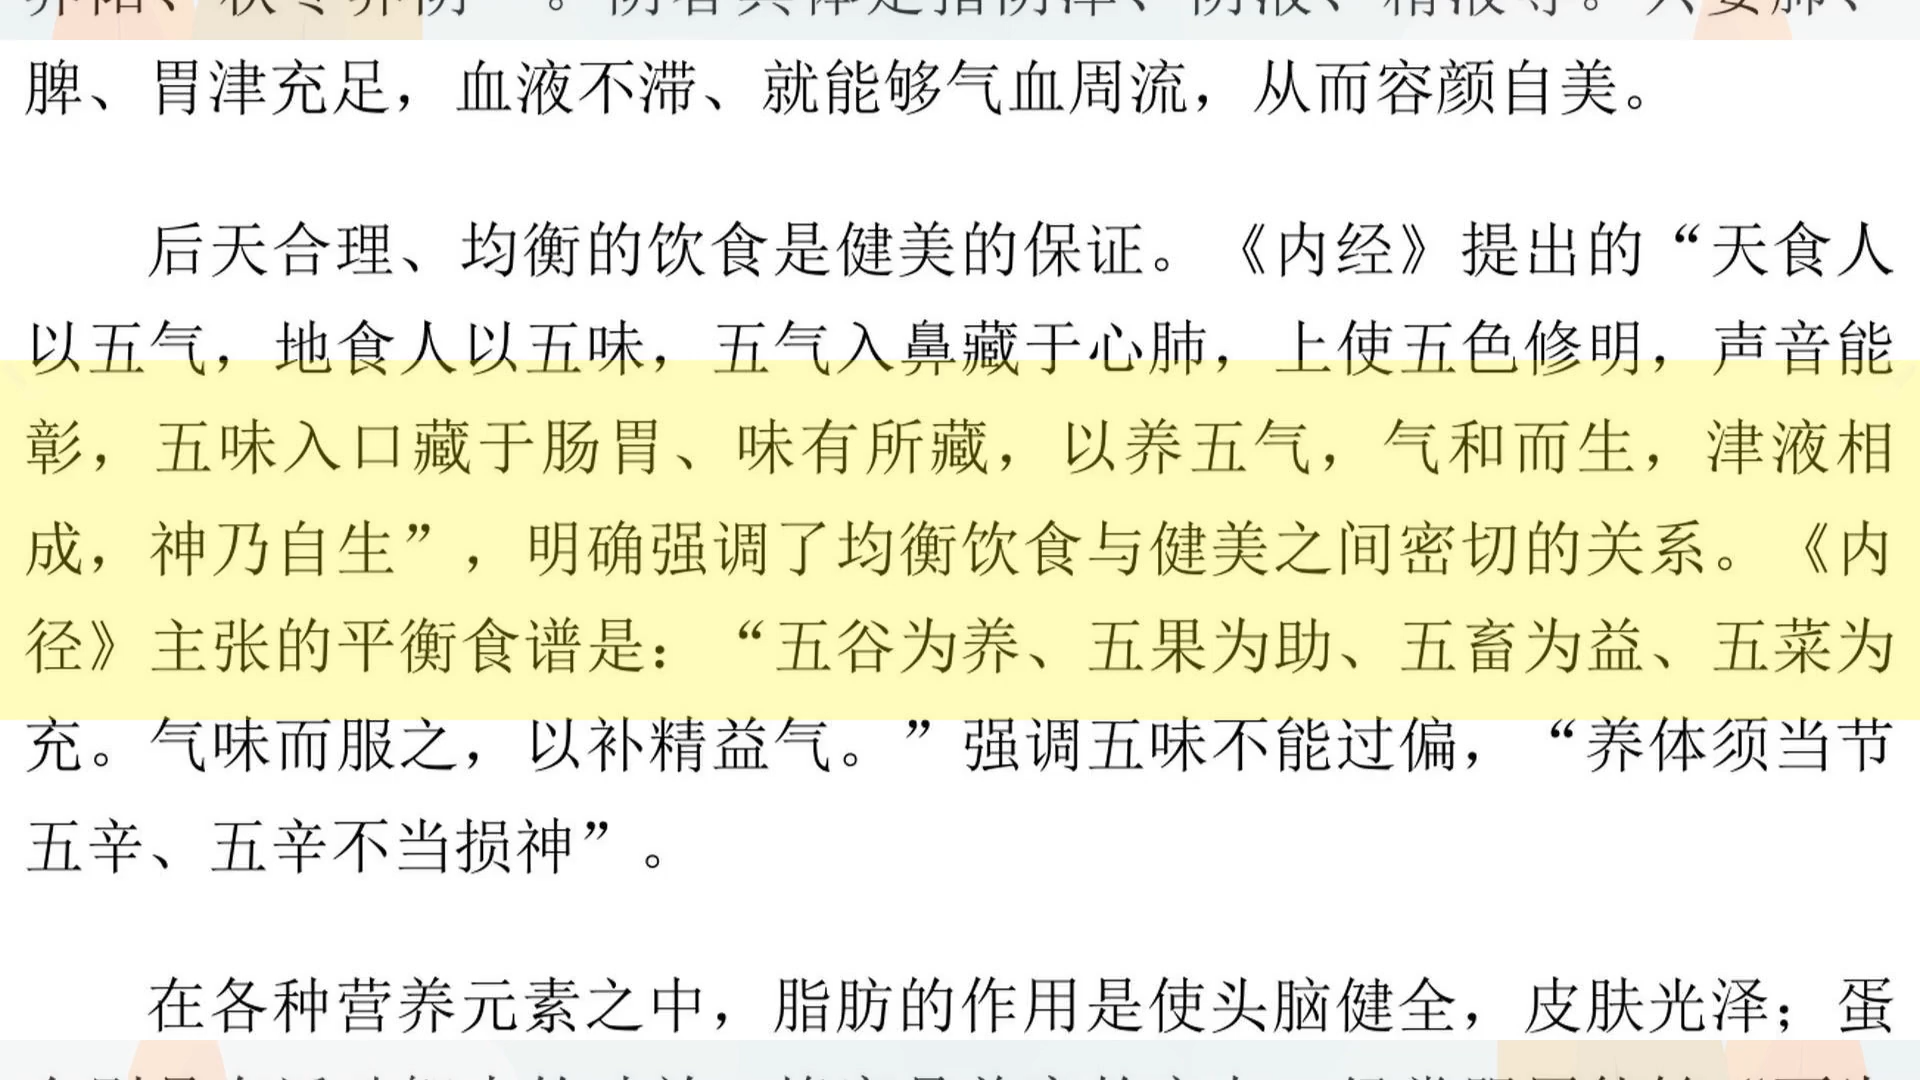 脾、胃津充足，血液不滞、就能够气血周流，从而容颜自美。
后天合理、均衡的饮食是健美的保证。《内经》提出的“天食人
以五气，地食人以五味，五气入鼻藏于心肺，上使五色修明，声音能
彰，五味入口藏于肠胃、味有所藏，以养五气，气和而生，津液相
成，神乃自生”，明确强调了均衡饮食与健美之间密切的关系。《内
径》主张的平衡食谱是：“五谷为养、五果为助、五畜为益、五菜为
充。气味而服之，以补精益气。”强调五味不能过偏，“养体须当节
五辛、五辛不当损神”。
在各种营养元素之中，脂肪的作用是使头脑健全，皮肤光泽；蛋